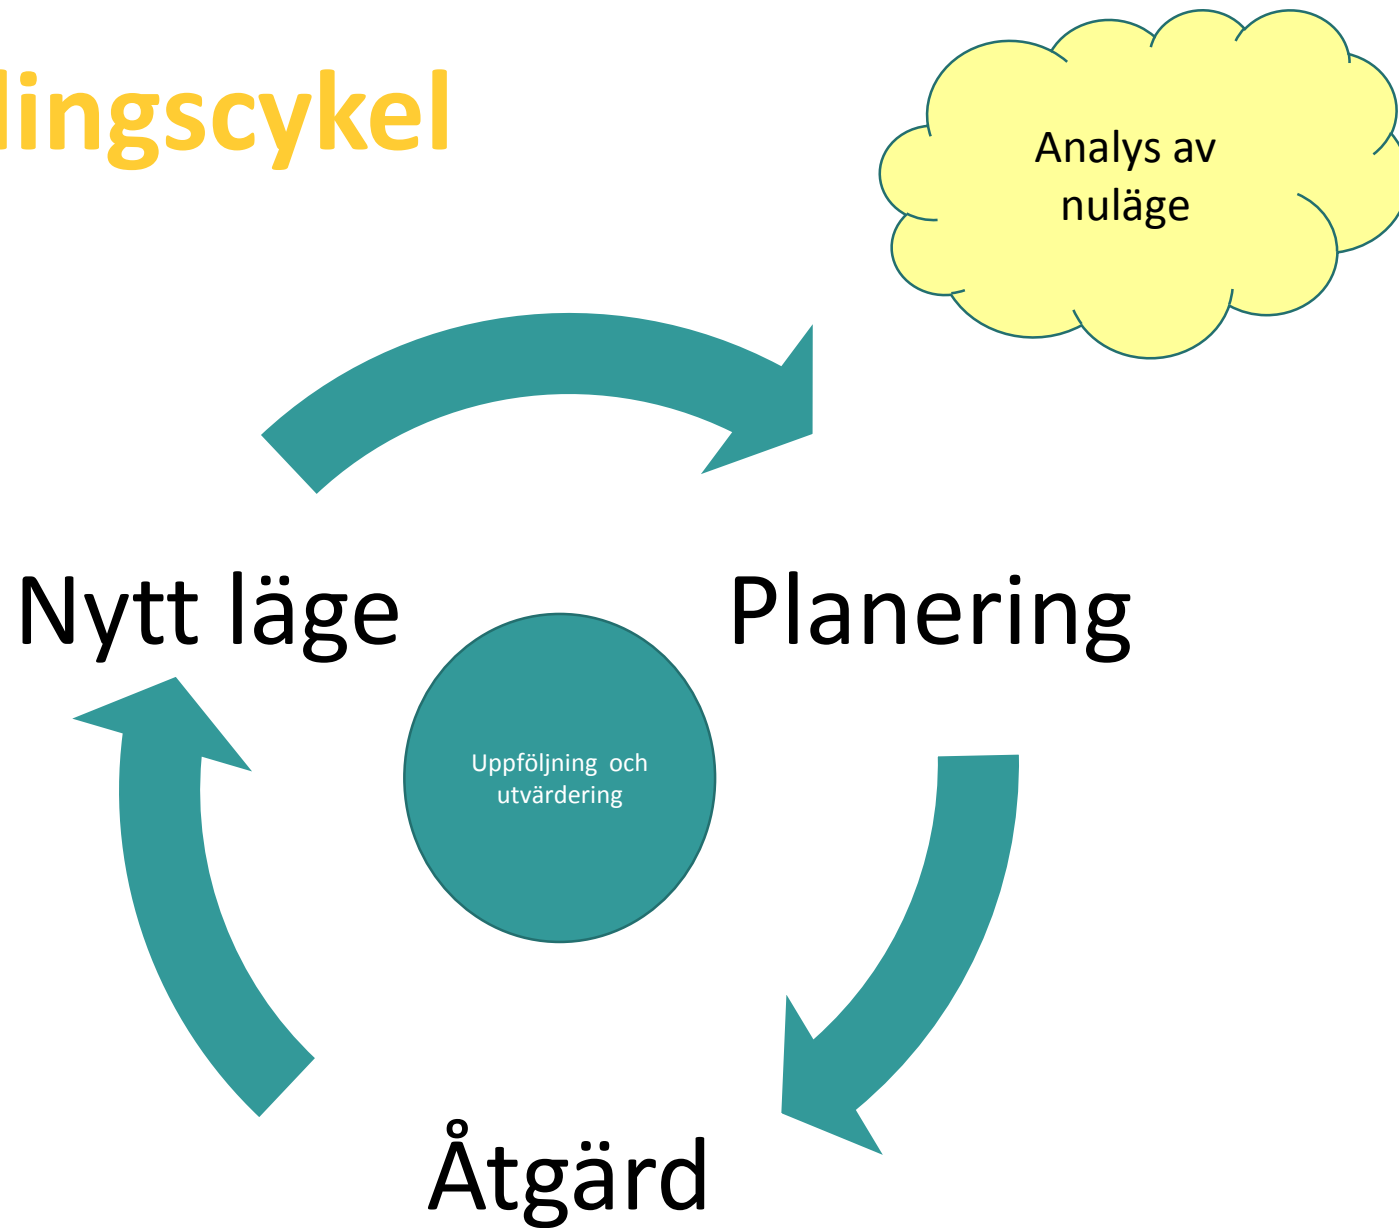 lingscykel
Analys av
nuläge
Nytt läge
Planering
Uppföljning och
utvärdering
Åtgärd